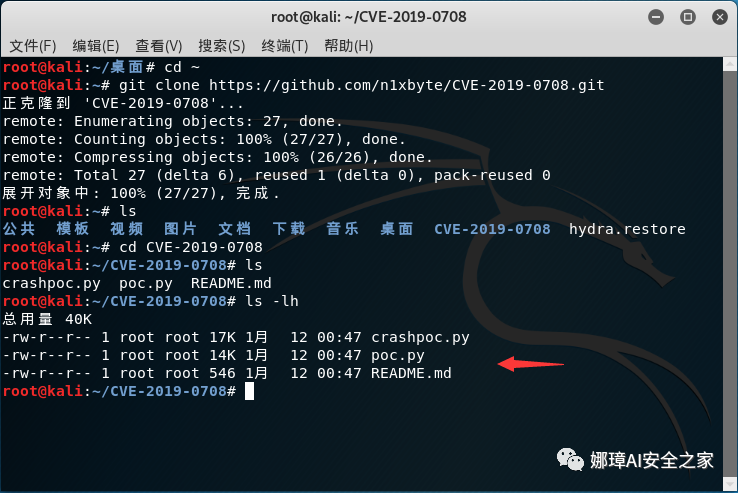 root@kali: ~/CVE-2019-0708
文件(F) 编辑(E) 查看(V) 搜索(S) 终端(T) 帮助(H)
root@kali:~/桌面# cd ~
root@kali:~# git clone https://github.com/n1xbyte/CVE-2019-0708.git
正克隆到 'CVE-2019-0708'...
remote: Enumerating objects: 27, done.
remote: Counting objects: 100% (27/27), done.
remote: Compressing objects: 100% (26/26), done.
remote: Total 27 (delta 6), reused 1 (delta 0), pack-reused 0
展开对象中: 100% (27/27), 完成.
root@kali:~# ls
公共 模板 视频 图片 文档 下载 音乐 桌面 CVE-2019-0708 hydra.restore
root@kali:~# cd CVE-2019-0708
root@kali:~/CVE-2019-0708# ls
crashpoc.py poc.py README.md
root@kali:~/CVE-2019-0708# ls -lh
总用量 40K
-rw-r--r-- 1 root root 17K 1月 12 00:47 crashpoc.py
-rw-r--r-- 1 root root 14K 1月 12 00:47 poc.py
-rw-r--r-- 1 root root 546 1月 12 00:47 README.md
root@kali:~/CVE-2019-0708#
娜璋AI安全之家